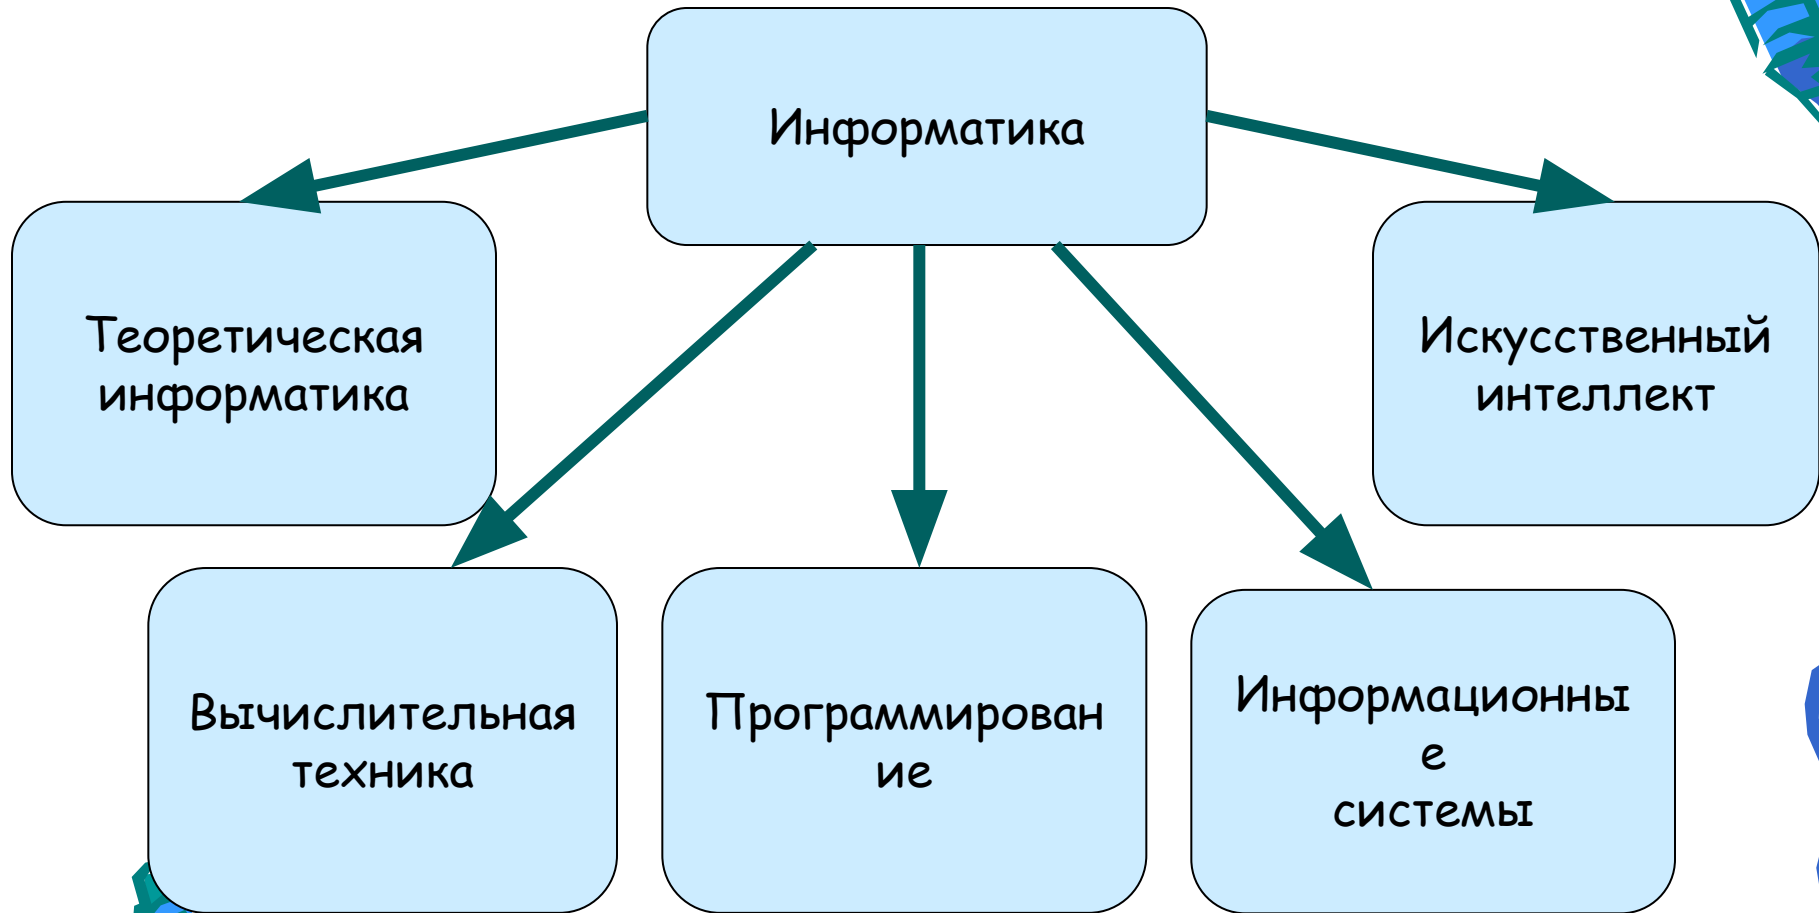 Информатика
Теоретическая
информатика
Искусственный
интеллект
Вычислительная
техника
Программирован
ие
Информационны
е
системы